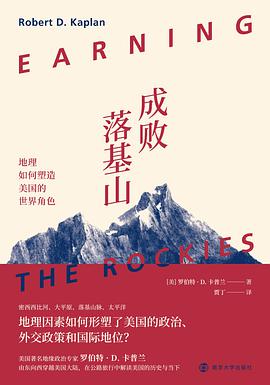 Robert D. Kaplan
EARNING
成败
落基山
地理
如何塑造
美国的
世界角色
THE ROCKIES
[美] 罗伯特·D. 卡普兰 —— 著
贾丁 —— 译
密西西比河、大平原、落基山脉、太平洋
地理因素如何形塑了美国的政治、
外交政策和国际地位？
美国著名地缘政治专家 罗伯特·D. 卡普兰
由东向西穿越美国大陆，在公路旅行中解读美国的历史与当下
南京大学出版社